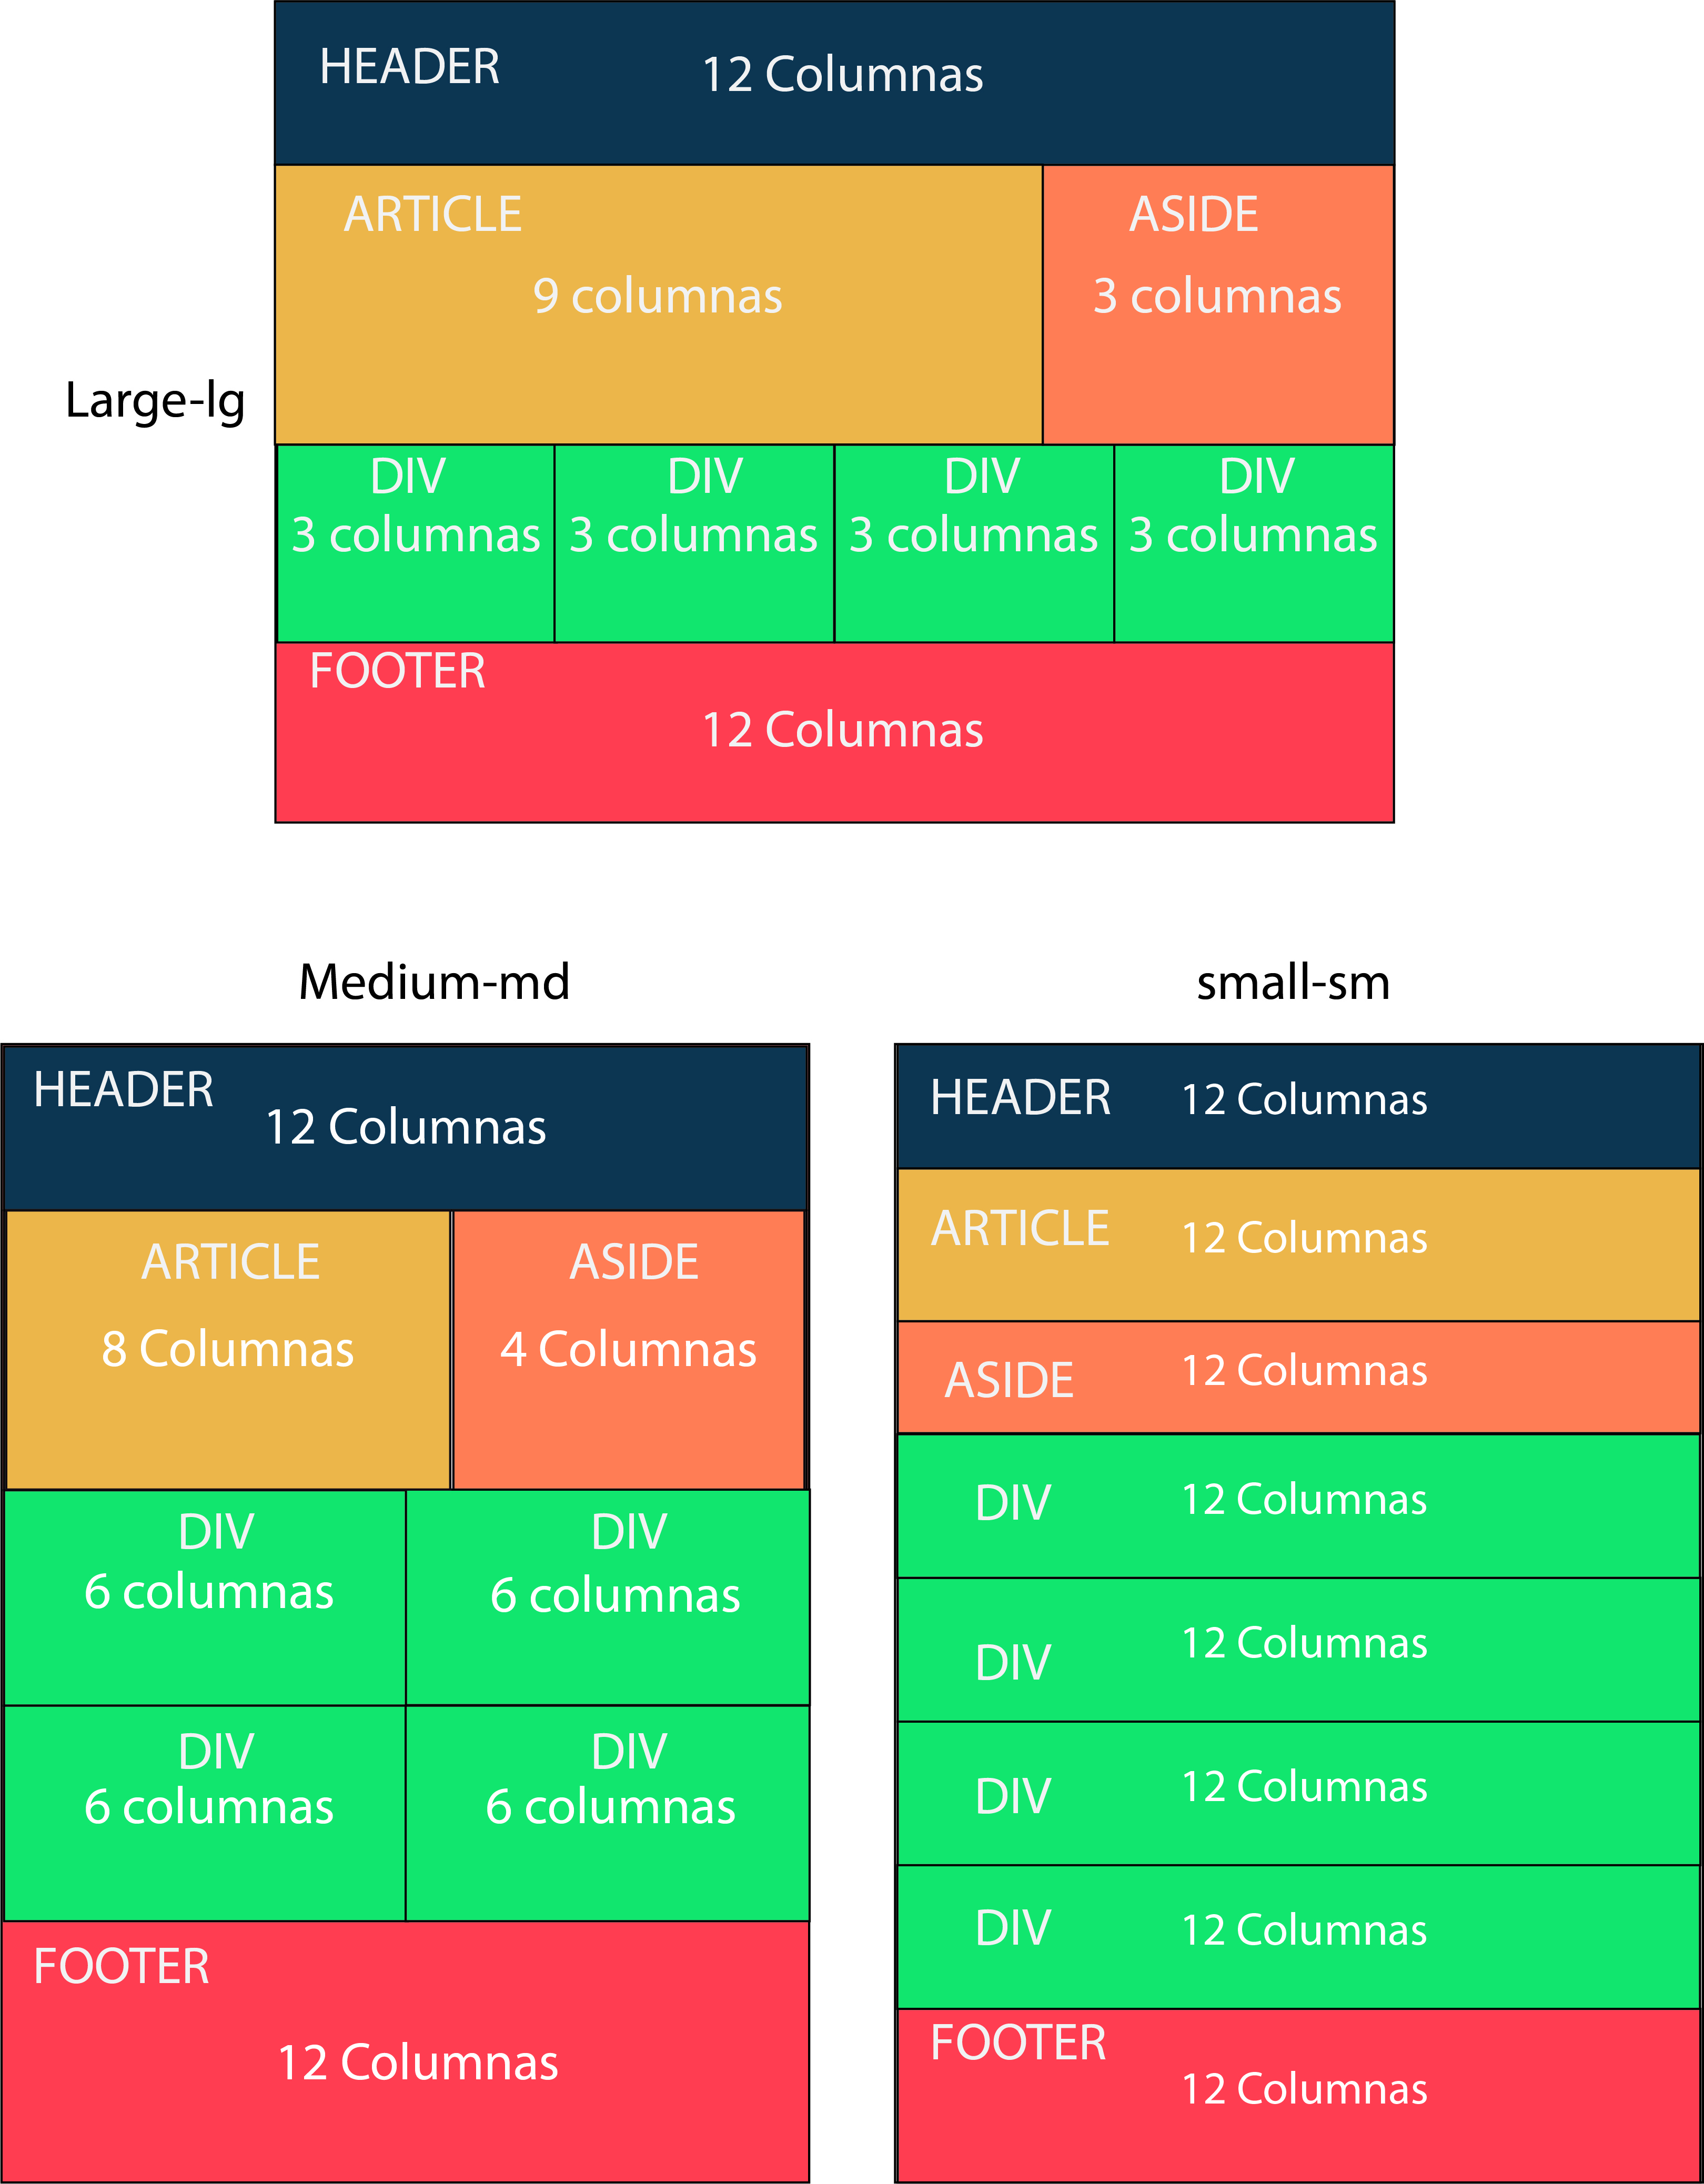 HEADER
12 Columnas
ARTICLE
9 columnas
ASIDE
3 columnas
Large-lg
DIV
3 columnas
DIV
3 columnas
DIV
3 columnas
DIV
3 columnas
FOOTER
12 Columnas
Medium-md
HEADER
12 Columnas
ARTICLE
8 Columnas
ASIDE
4 Columnas
DIV
6 columnas
DIV
6 columnas
DIV
6 columnas
DIV
6 columnas
FOOTER
12 Columnas
small-sm
HEADER 12 Columnas
ARTICLE 12 Columnas
ASIDE 12 Columnas
DIV 12 Columnas
DIV 12 Columnas
DIV 12 Columnas
DIV 12 Columnas
FOOTER
12 Columnas